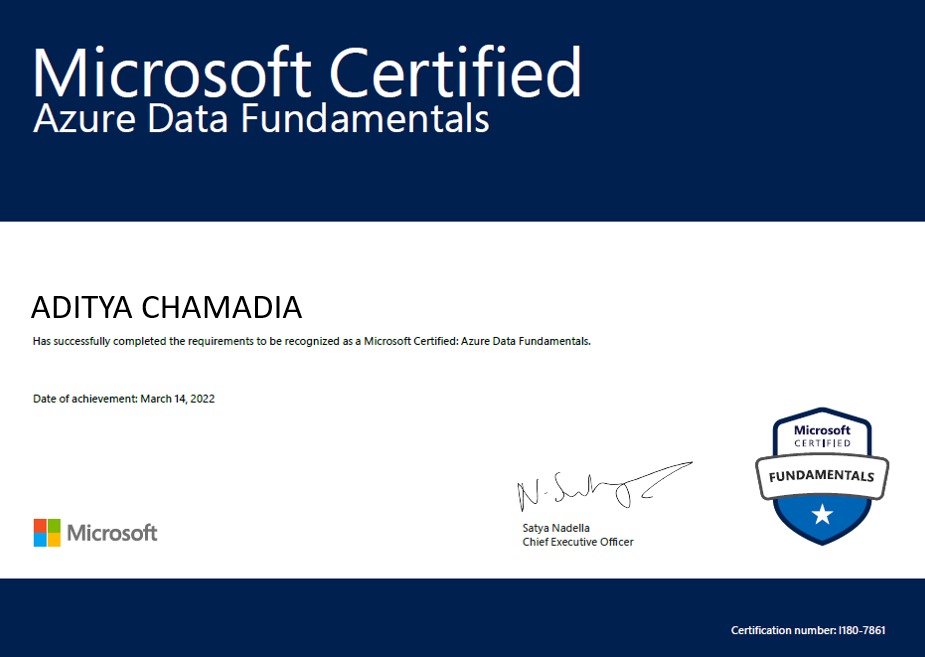 Microsoft Certified
Azure Data Fundamentals
ADITYA CHAMADIA
Has successfully completed the requirements to be recognized as a Microsoft Certified: Azure Data Fundamentals.
Date of achievement: March 14, 2022
Microsoft
CERTIFIED
FUNDAMENTALS
N-Sat
Satya Nadella
Chief Executive Officer
Microsoft
Certification number: I180-7861